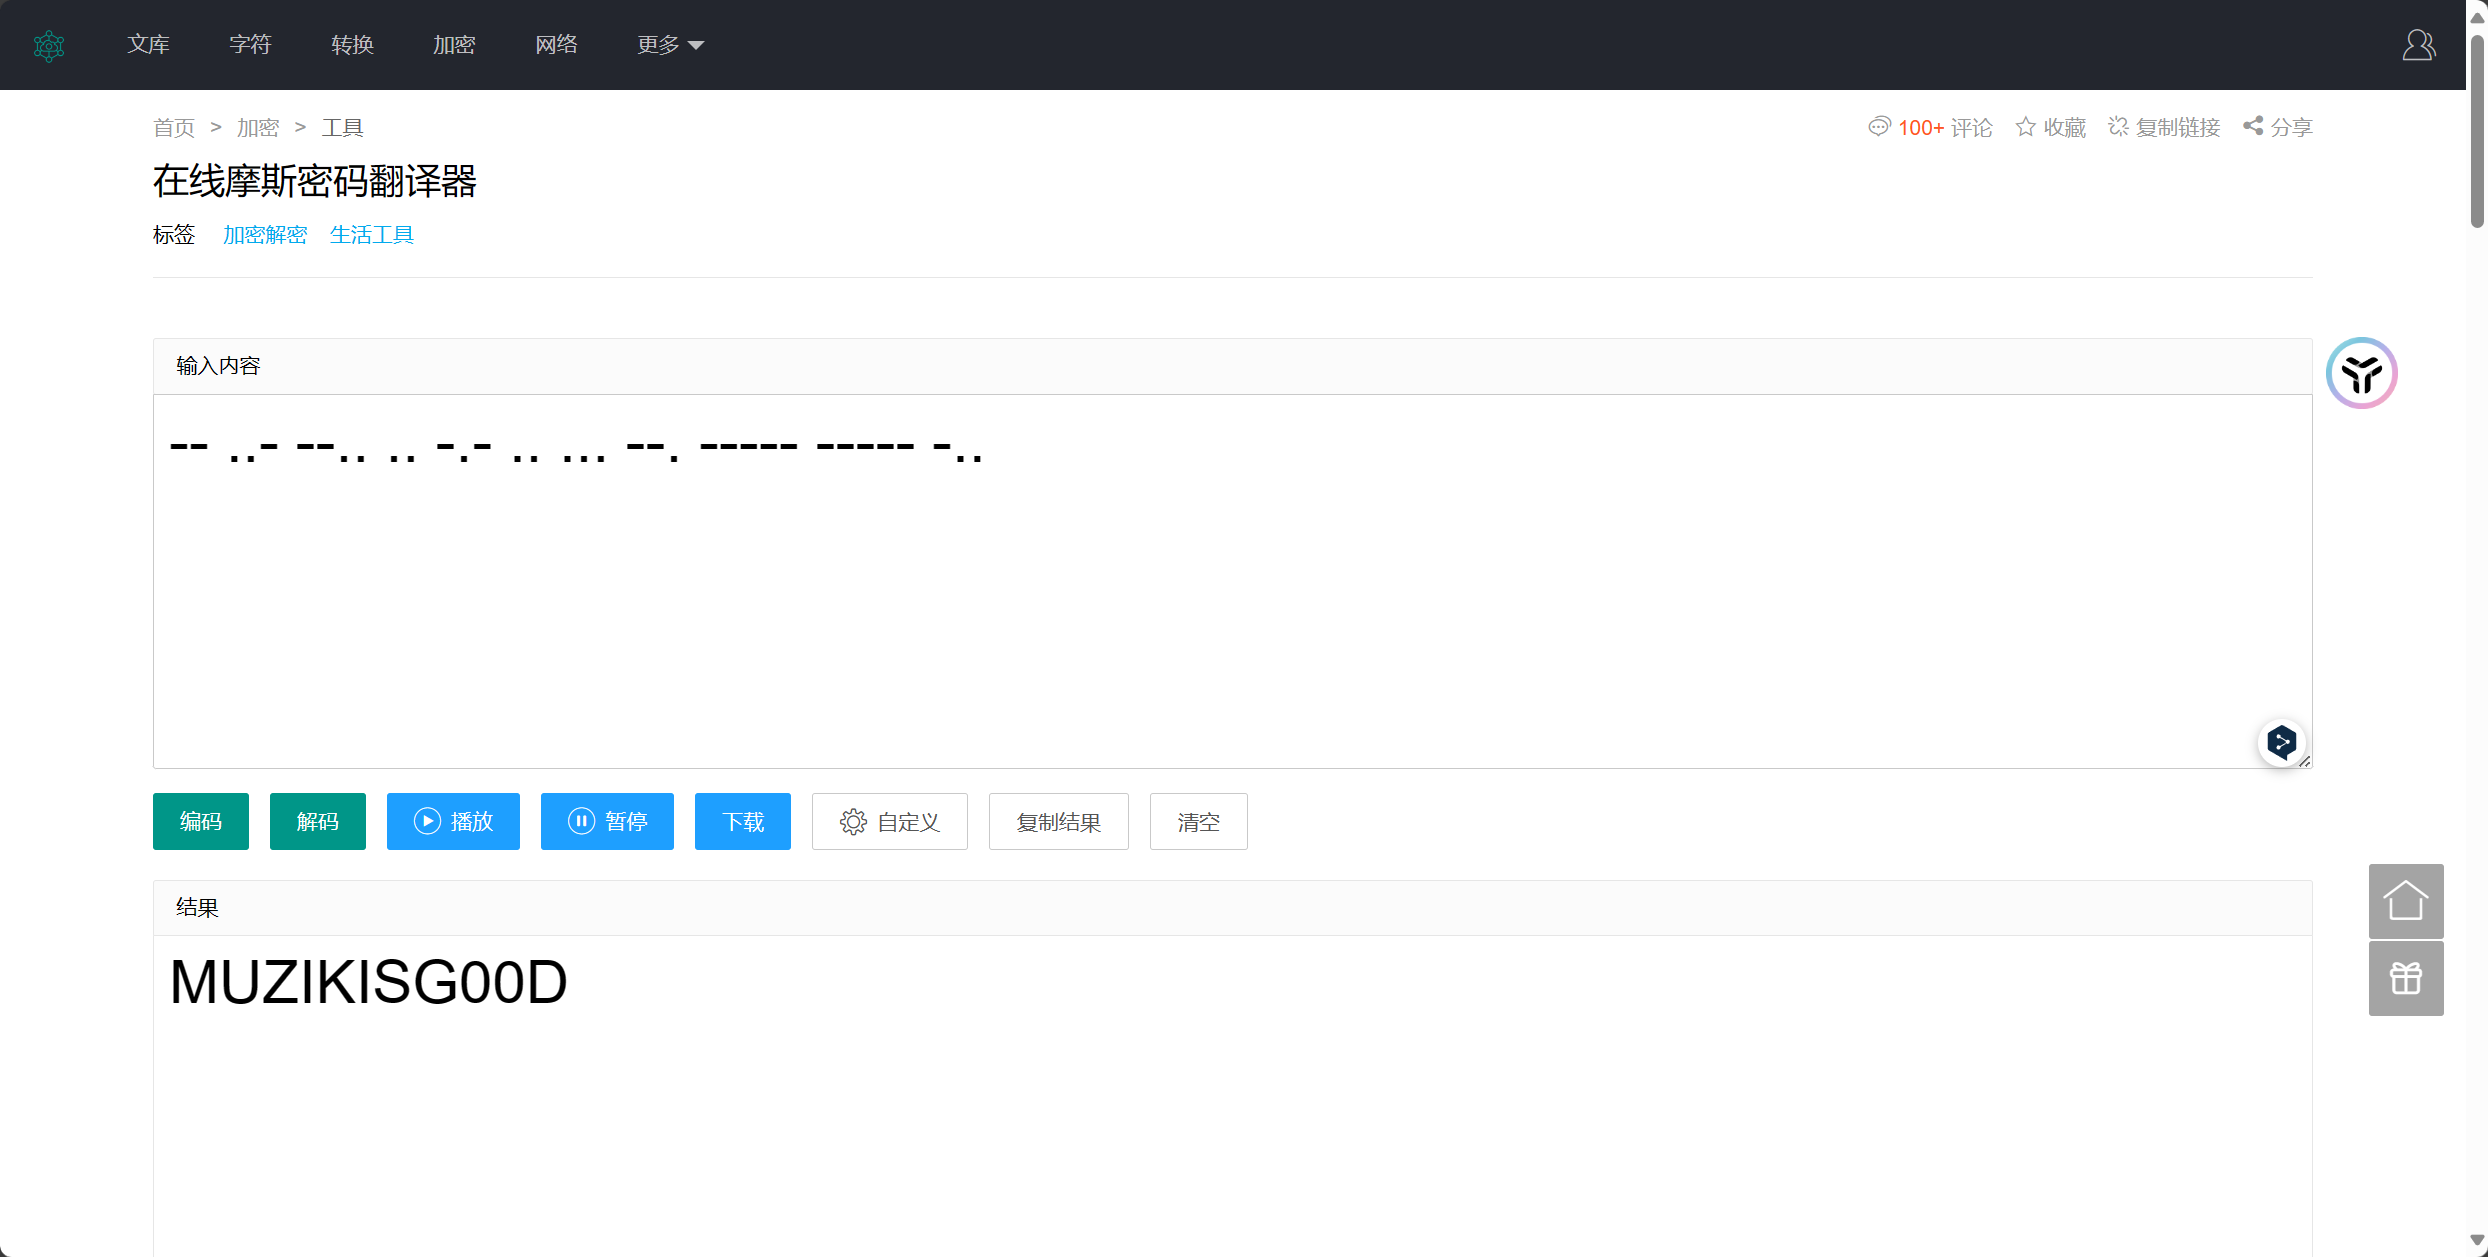 文库 字符 转换 加密 网络 更多
首页 > 加密 > 工具
100+ 评论 收藏 复制链接 分享
在线摩斯密码翻译器
标签 加密解密 生活工具
输入内容
-- ..- --.. .. -.- .. ... --. ----- ----- -..
编码 解码 播放 暂停 下载 自定义 复制结果 清空
结果
MUZIKISG00D